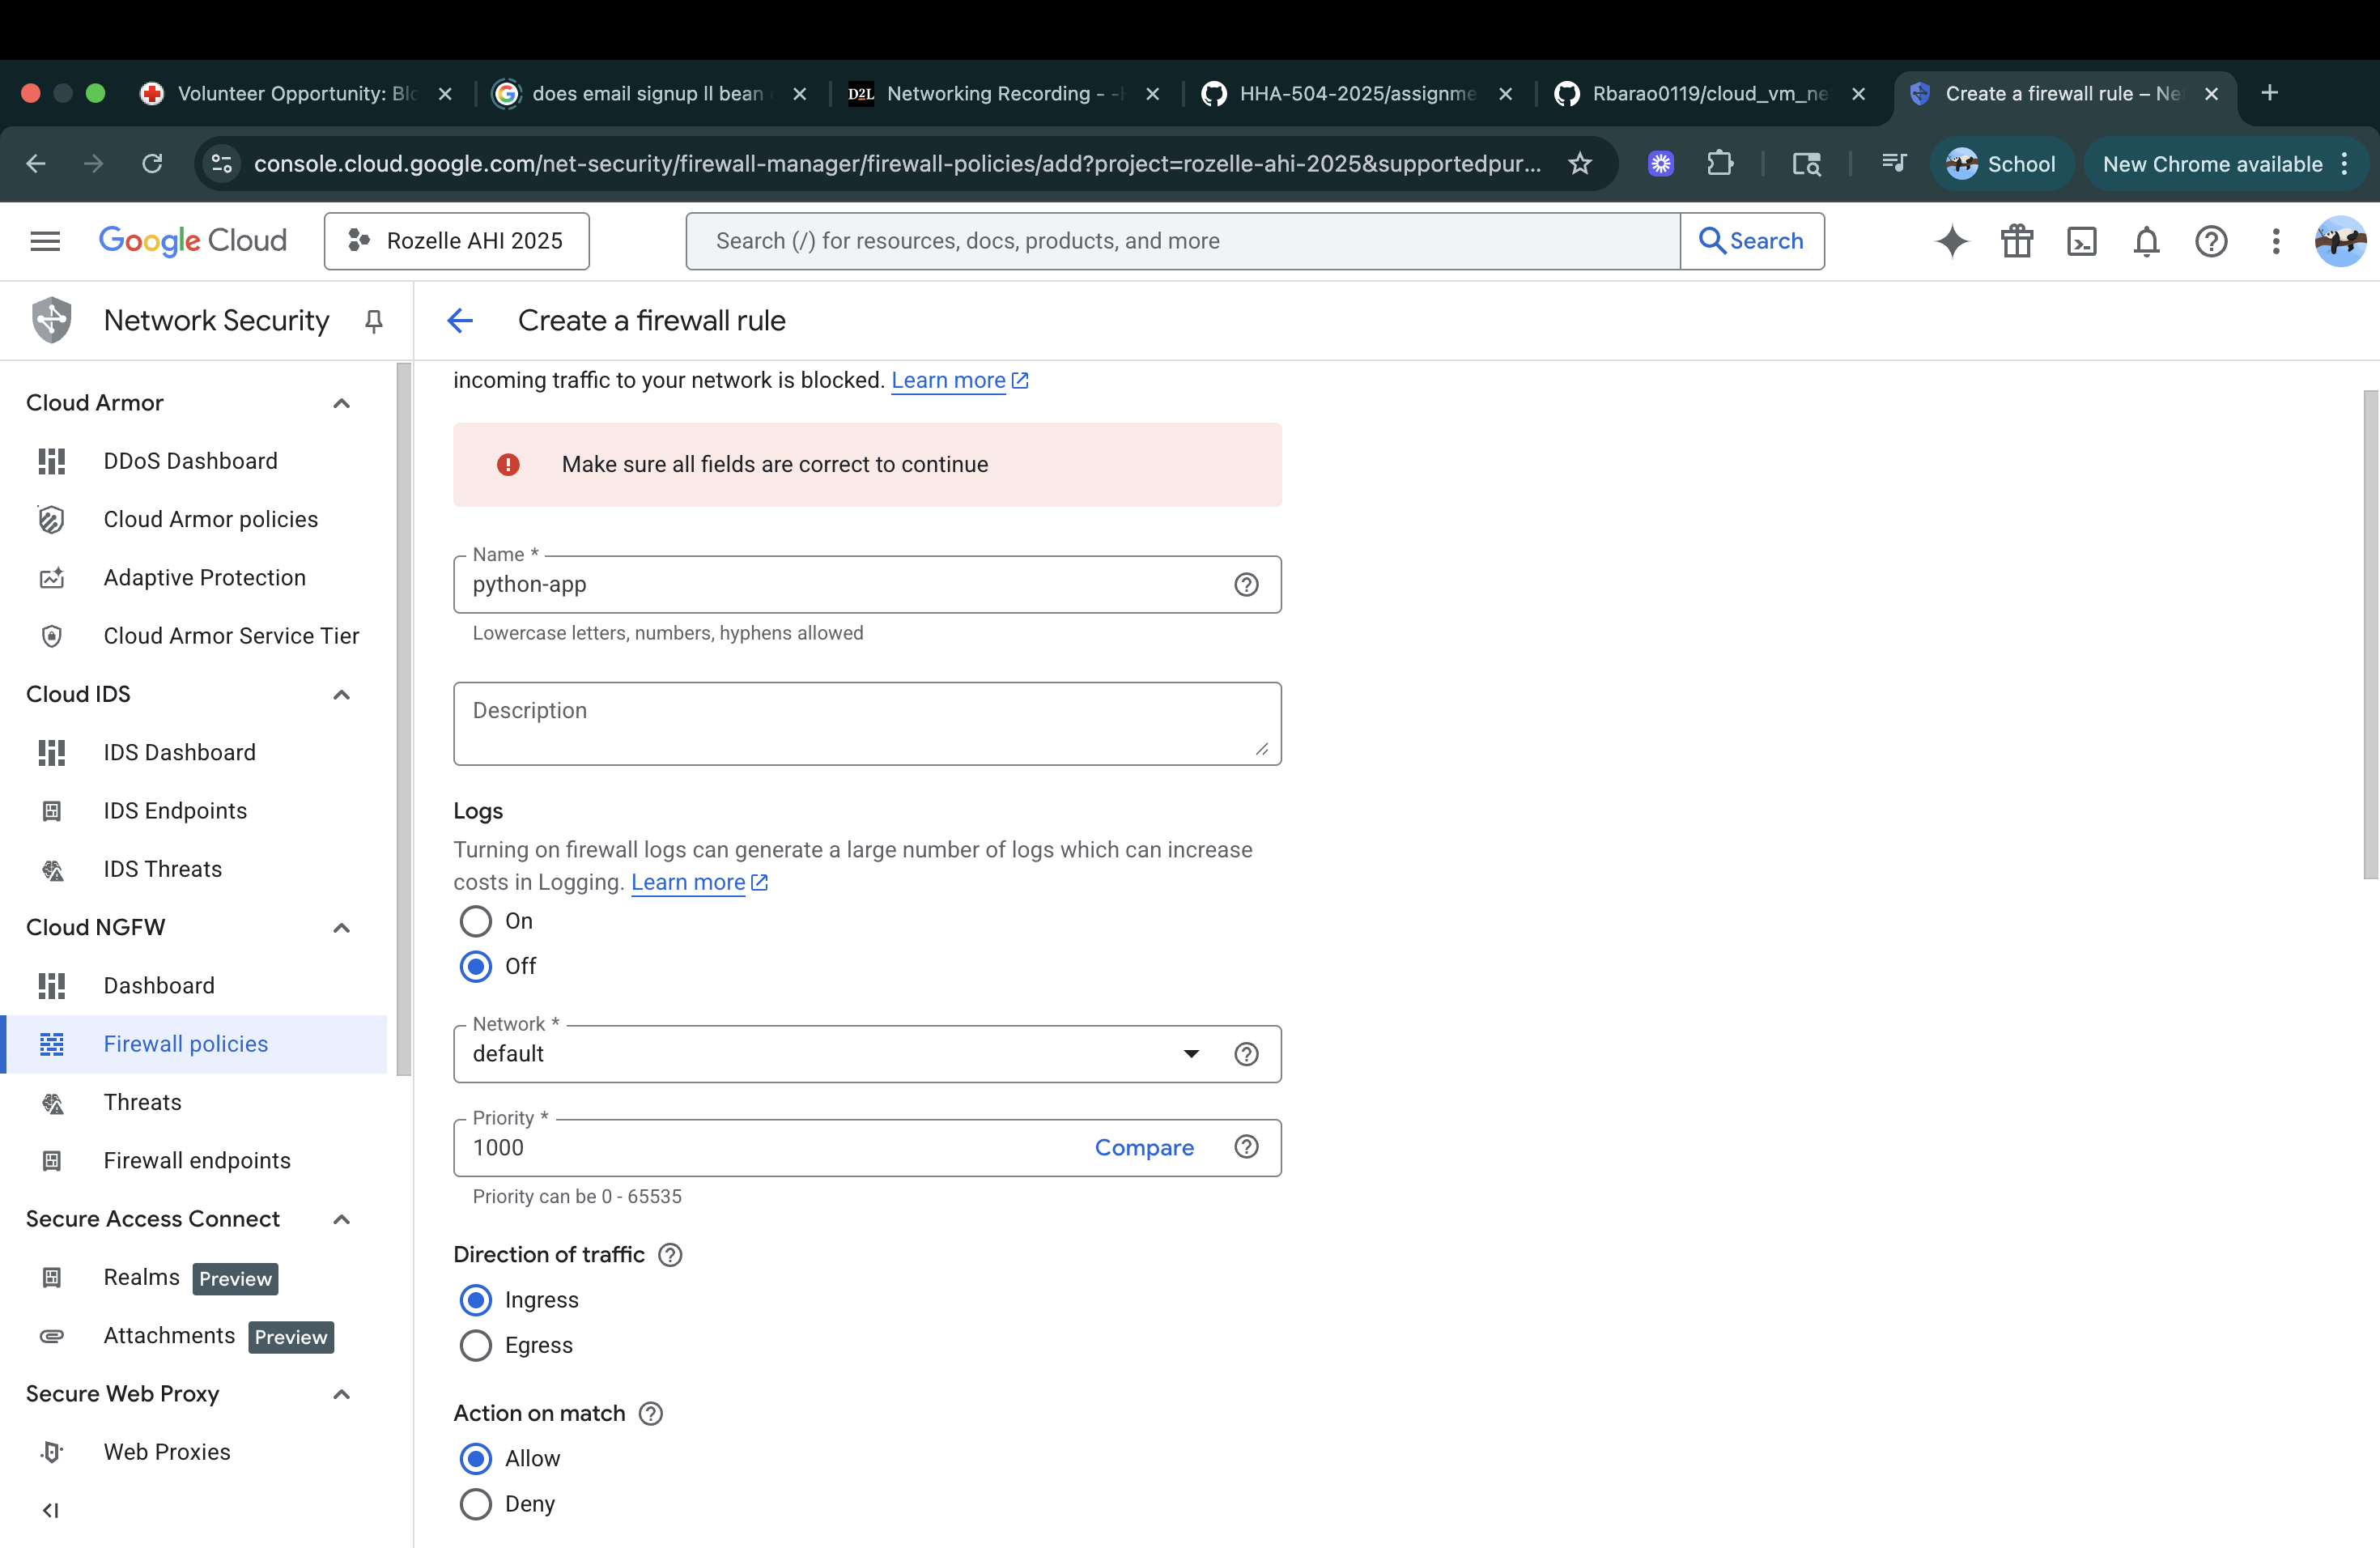 Volunteer Opportunity: Blo
does email signup ll bean
D2L Networking Recording - -
HHA-504-2025/assignme
Rbarao0119/cloud_vm_ne
Create a firewall rule – Ne
console.cloud.google.com/net-security/firewall-manager/firewall-policies/add?project=rozelle-ahi-2025&supportedpur...
School
New Chrome available
Google Cloud
Rozelle AHI 2025
Search (/) for resources, docs, products, and more
Search
Network Security
Create a firewall rule
Cloud Armor
DDoS Dashboard
Cloud Armor policies
Adaptive Protection
Cloud Armor Service Tier
Cloud IDS
IDS Dashboard
IDS Endpoints
IDS Threats
Cloud NGFW
Dashboard
Firewall policies
Threats
Firewall endpoints
Secure Access Connect
Realms Preview
Attachments Preview
Secure Web Proxy
Web Proxies
incoming traffic to your network is blocked. Learn more
Make sure all fields are correct to continue
Name *
python-app
Lowercase letters, numbers, hyphens allowed
Description
Logs
Turning on firewall logs can generate a large number of logs which can increase
costs in Logging. Learn more
On
Off
Network *
default
Priority *
1000
Compare
Priority can be 0 - 65535
Direction of traffic
Ingress
Egress
Action on match
Allow
Deny